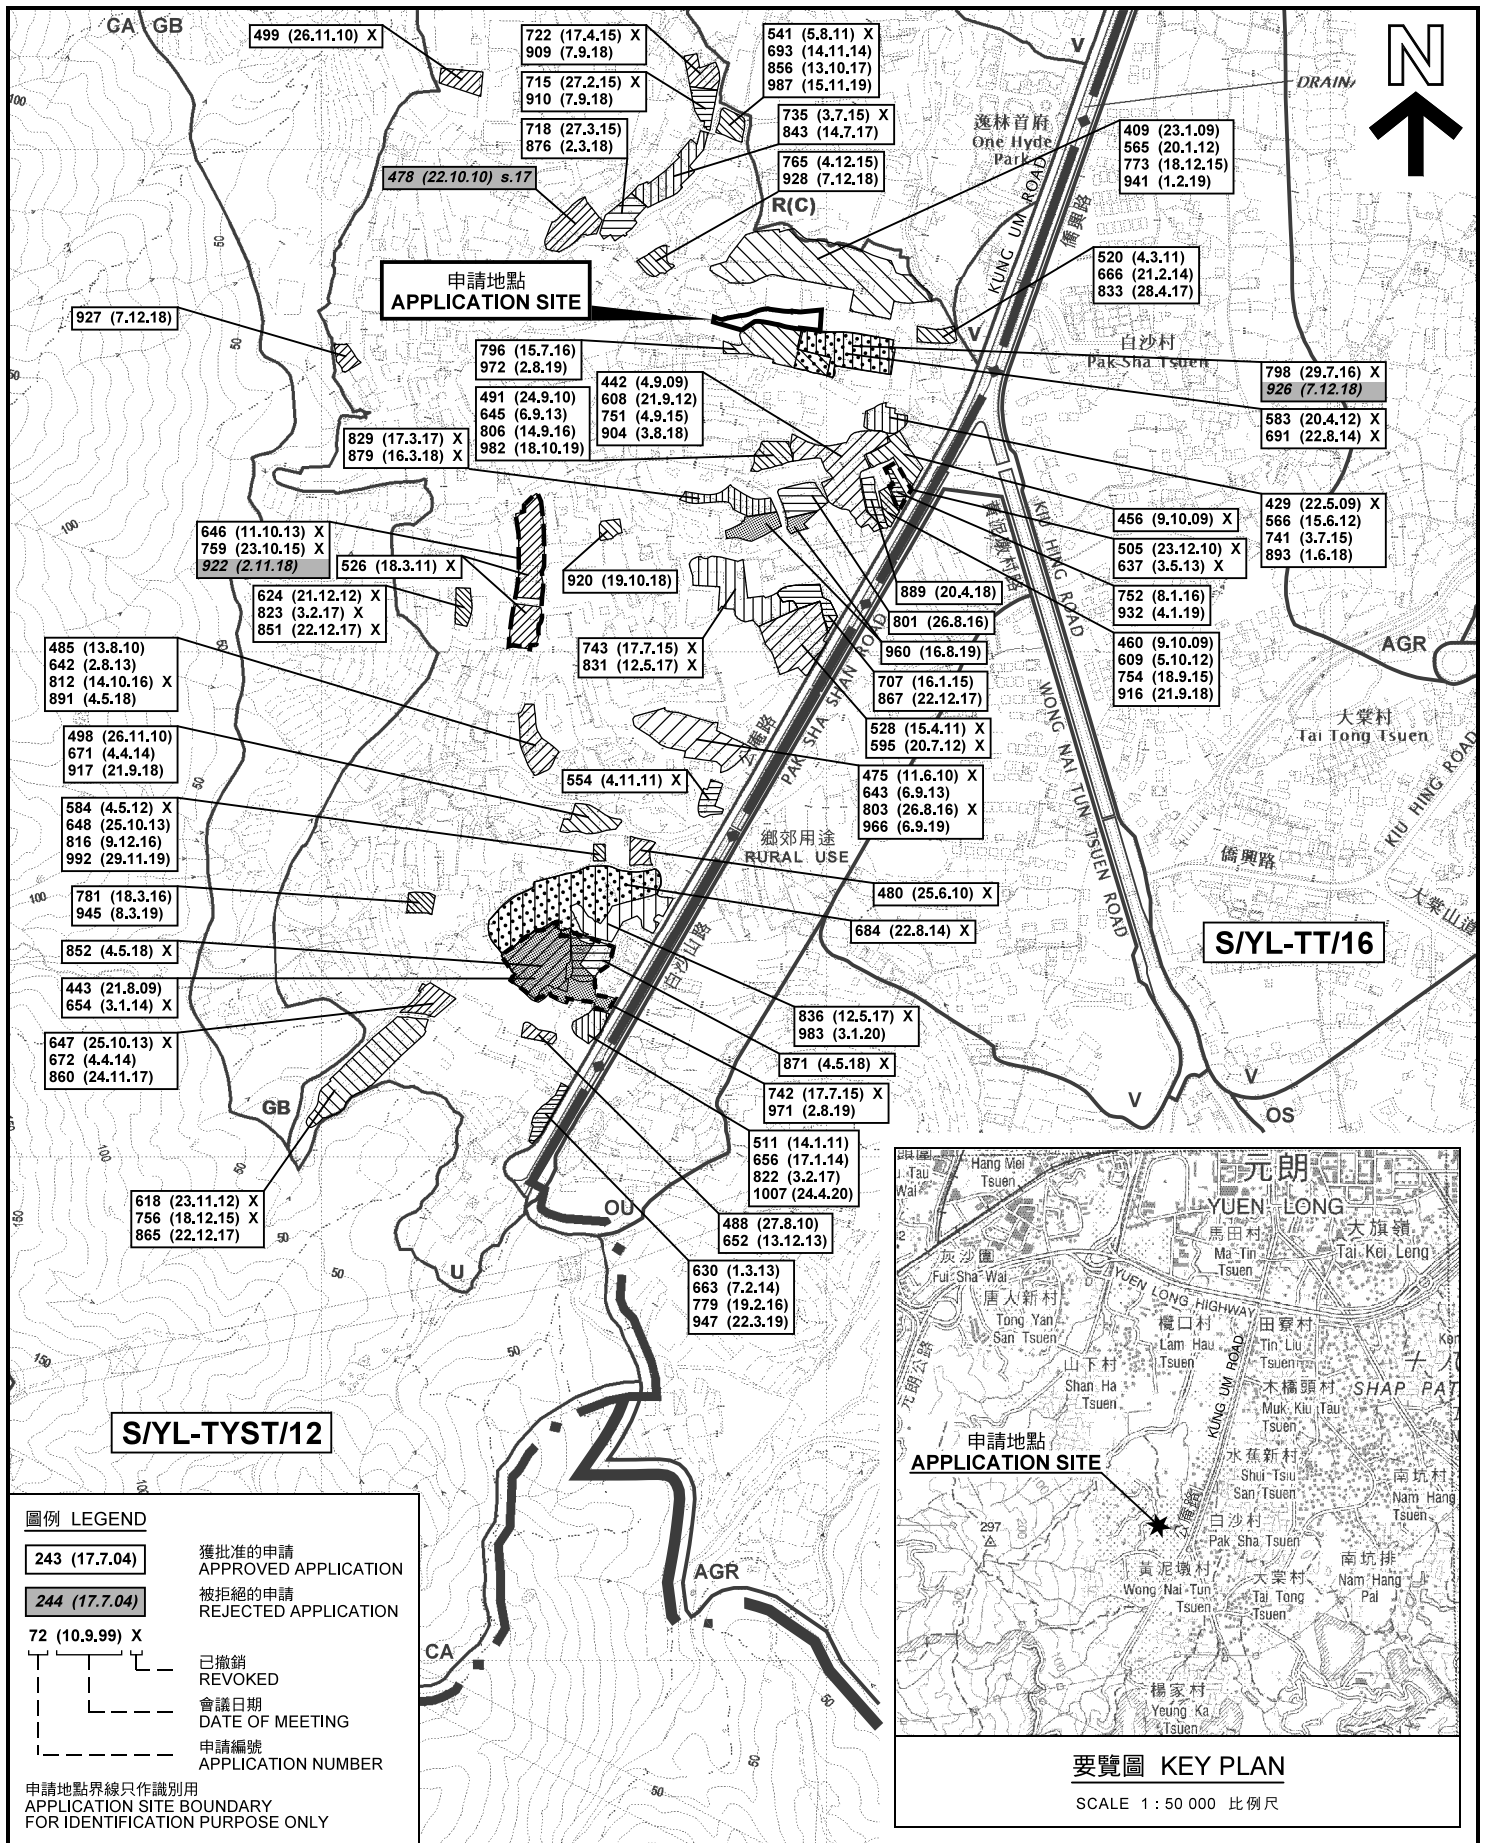 GA GB
499 (26.11.10) X
722 (17.4.15) X
909 (7.9.18)
541 (5.8.11) X
693 (14.11.14)
856 (13.10.17)
987 (15.11.19)
V
N
DRAIN
715 (27.2.15) X
910 (7.9.18)
735 (3.7.15) X
843 (14.7.17)
逸林首府
One Hyde
Park
718 (27.3.15)
876 (2.3.18)
409 (23.1.09)
565 (20.1.12)
773 (18.12.15)
941 (1.2.19)
478 (22.10.10) s.17
765 (4.12.15)
928 (7.12.18)
R(C)
KUNG UM ROAD
僑興路
申請地點
APPLICATION SITE
520 (4.3.11)
666 (21.2.14)
833 (28.4.17)
927 (7.12.18)
V
白沙村
Pak Sha Tsuen
796 (15.7.16)
972 (2.8.19)
798 (29.7.16) X
926 (7.12.18)
442 (4.9.09)
608 (21.9.12)
751 (4.9.15)
904 (3.8.18)
491 (24.9.10)
645 (6.9.13)
806 (14.9.16)
982 (18.10.19)
583 (20.4.12) X
691 (22.8.14) X
829 (17.3.17) X
879 (16.3.18) X
429 (22.5.09) X
566 (15.6.12)
741 (3.7.15)
893 (1.6.18)
456 (9.10.09) X
646 (11.10.13) X
759 (23.10.15) X
922 (2.11.18)
526 (18.3.11) X
505 (23.12.10) X
637 (3.5.13) X
KIU HING ROAD
920 (19.10.18)
889 (20.4.18)
752 (8.1.16)
932 (4.1.19)
624 (21.12.12) X
823 (3.2.17) X
851 (22.12.17) X
801 (26.8.16)
485 (13.8.10)
642 (2.8.13)
812 (14.10.16) X
891 (4.5.18)
743 (17.7.15) X
831 (12.5.17) X
960 (16.8.19)
460 (9.10.09)
609 (5.10.12)
754 (18.9.15)
916 (21.9.18)
AGR
707 (16.1.15)
867 (22.12.17)
WONG NAI TUN TSUEN ROAD
大棠村
Tai Tong Tsuen
498 (26.11.10)
671 (4.4.14)
917 (21.9.18)
公庵路
PAK SHA SHAN ROAD
528 (15.4.11) X
595 (20.7.12) X
554 (4.11.11) X
475 (11.6.10) X
643 (6.9.13)
803 (26.8.16) X
966 (6.9.19)
KIU HING ROAD
584 (4.5.12) X
648 (25.10.13)
816 (9.12.16)
992 (29.11.19)
鄉郊用途
RURAL USE
僑興路
480 (25.6.10) X
大棠山道
781 (18.3.16)
945 (8.3.19)
684 (22.8.14) X
S/YL-TT/16
852 (4.5.18) X
白沙山路
443 (21.8.09)
654 (3.1.14) X
836 (12.5.17) X
983 (3.1.20)
647 (25.10.13) X
672 (4.4.14)
860 (24.11.17)
871 (4.5.18) X
V
V
OS
GB
742 (17.7.15) X
971 (2.8.19)
511 (14.1.11)
656 (17.1.14)
822 (3.2.17)
1007 (24.4.20)
618 (23.11.12) X
756 (18.12.15) X
865 (22.12.17)
OU
488 (27.8.10)
652 (13.12.13)
U
630 (1.3.13)
663 (7.2.14)
779 (19.2.16)
947 (22.3.19)
S/YL-TYST/12
AGR
CA
圖例 LEGEND
243 (17.7.04)
獲批准的申請
APPROVED APPLICATION
244 (17.7.04)
被拒絕的申請
REJECTED APPLICATION
72 (10.9.99) X
已撤銷
REVOKED
會議日期
DATE OF MEETING
申請編號
APPLICATION NUMBER
申請地點界線只作識別用
APPLICATION SITE BOUNDARY
FOR IDENTIFICATION PURPOSE ONLY
Hang Mei
Tsuen
元朗
YUEN LONG
馬田村
Ma Tin
Tsuen
大旗嶺
Tai Kei Leng
灰沙圍
Fui Sha Wai
YUEN LONG HIGHWAY
唐人新村
Tong Yan
San Tsuen
欖口村
Lam Hau
Tsuen
田寮村
Tin Liu
Tsuen
山下村
Shan Ha
Tsuen
元朗公路
KUNG UM ROAD
木橋頭村
Muk Kiu Tau
Tsuen
十八
SHAP PAT
申請地點
APPLICATION SITE
水蕉新村
Shui Tsiu
San Tsuen
南坑村
Nam Hang
Tsuen
297
公庵路
白沙村
Pak Sha Tsuen
黃泥墩村
Wong Nai Tun
Tsuen
大棠村
Tai Tong
Tsuen
南坑排
Nam Hang
Pai
楊家村
Yeung Ka
Tsuen
要覽圖 KEY PLAN
SCALE 1 : 50 000 比例尺